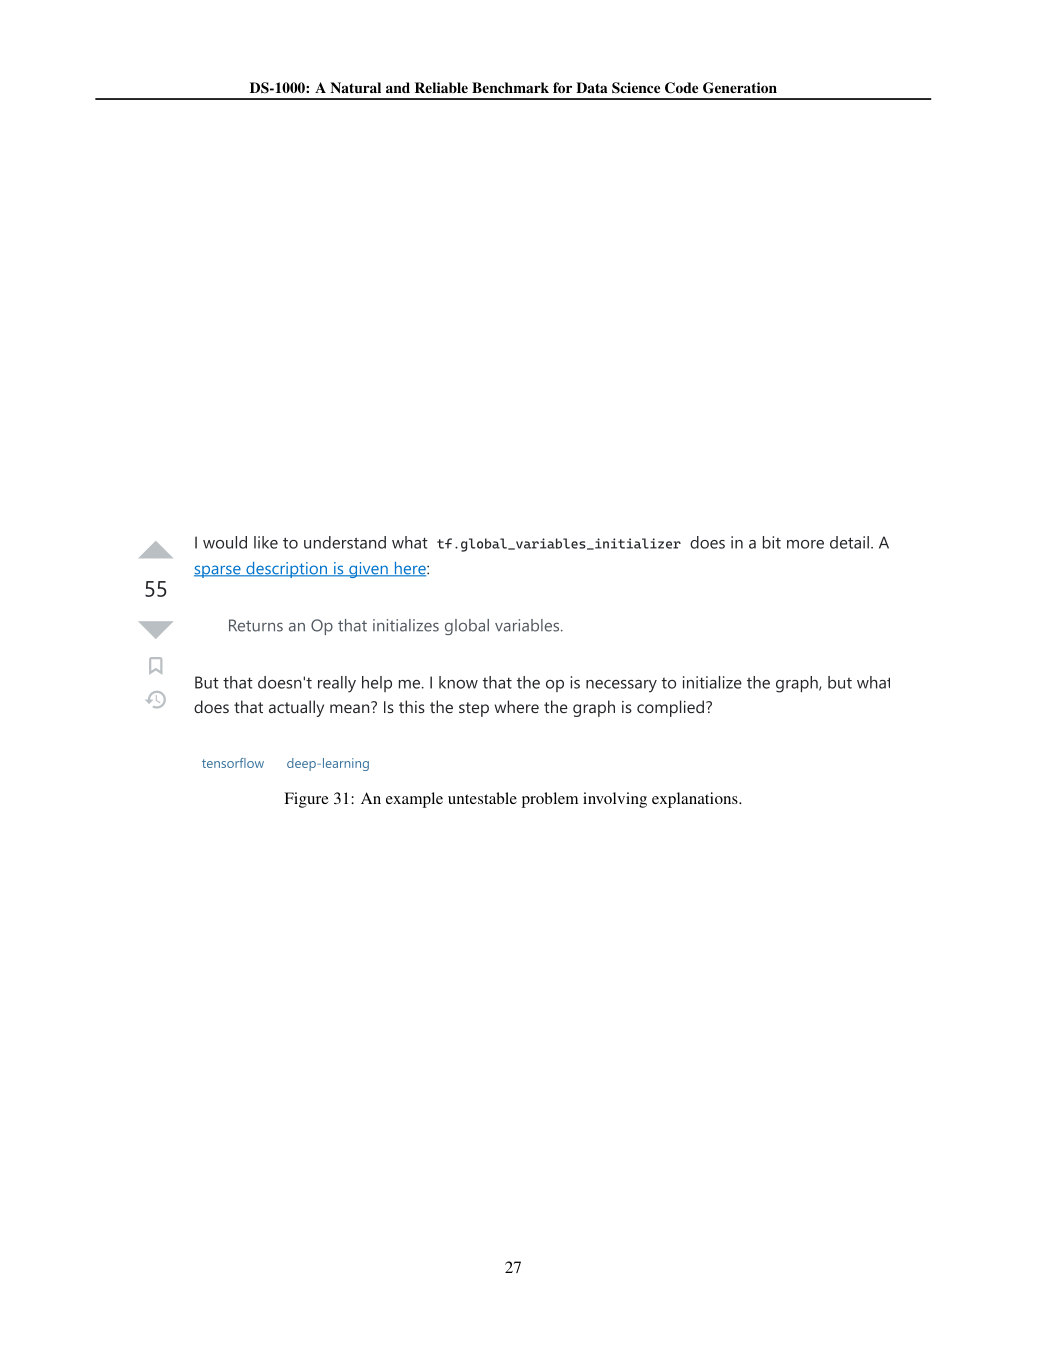 DS-1000: A Natural and Reliable Benchmark for Data Science Code Generation
I would like to understand what tf.global_variables_initializer does in a bit more detail. A
sparse description is given here:
55
Returns an Op that initializes global variables.
But that doesn't really help me. I know that the op is necessary to initialize the graph, but what
does that actually mean? Is this the step where the graph is complied?
tensorflow deep-learning
Figure 31: An example untestable problem involving explanations.
27